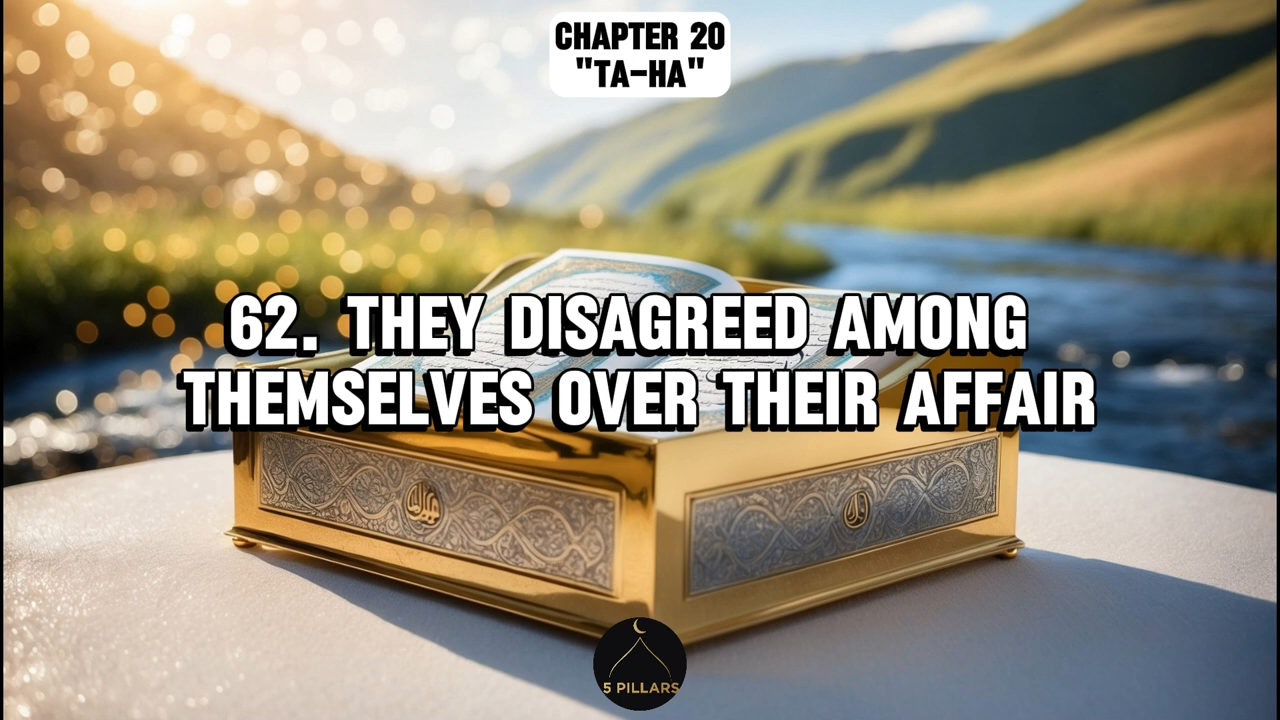 CHAPTER 20
"TA-HA"
62. THEY DISAGREED AMONG
THEMSELVES OVER THEIR AFFAIR
5 PILLARS